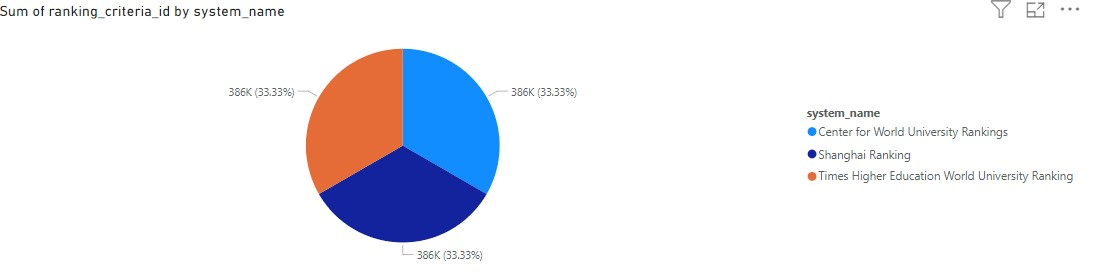 Sum of ranking_criteria_id by system_name
386K (33.33%)
386K (33.33%)
386K (33.33%)
system_name
Center for World University Rankings
Shanghai Ranking
Times Higher Education World University Ranking